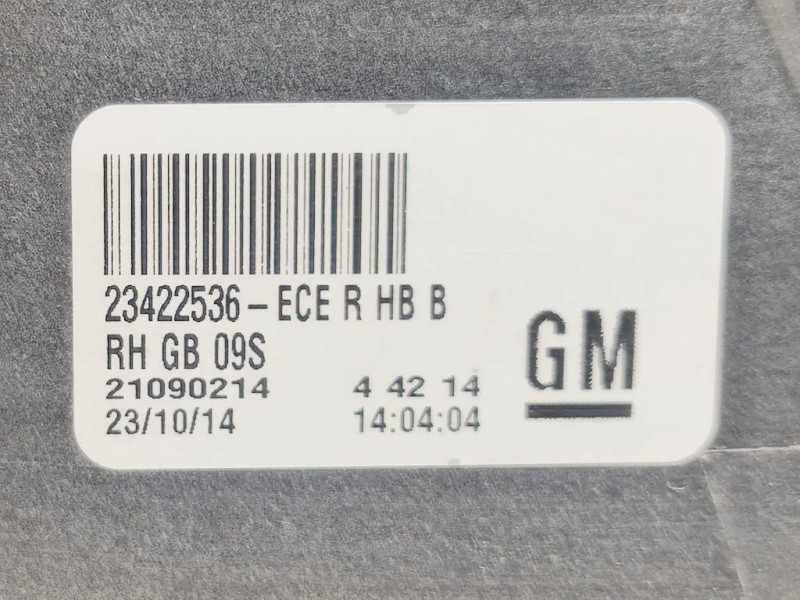 23422536-ECE R HB B
RH GB 09S
21090214 4 42 14
23/10/14 14:04:04
GM